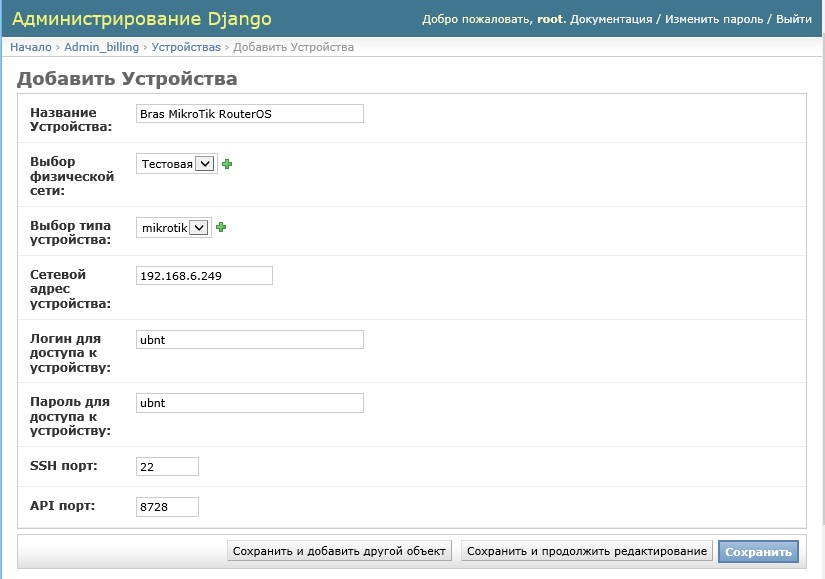 Администрирование Django
Добро пожаловать, root. Документация / Изменить пароль / Выйти
Начало › Admin_billing › Устройствas › Добавить Устройства
Добавить Устройства
Название
Устройства:
Bras MikroTik RouterOS
Выбор
физической
сети:
Тестовая
Выбор типа
устройства:
mikrotik
Сетевой
адрес
устройства:
192.168.6.249
Логин для
доступа к
устройству:
ubnt
Пароль для
доступа к
устройству:
ubnt
SSH порт:
22
API порт:
8728
Сохранить и добавить другой объект
Сохранить и продолжить редактирование
Сохранить